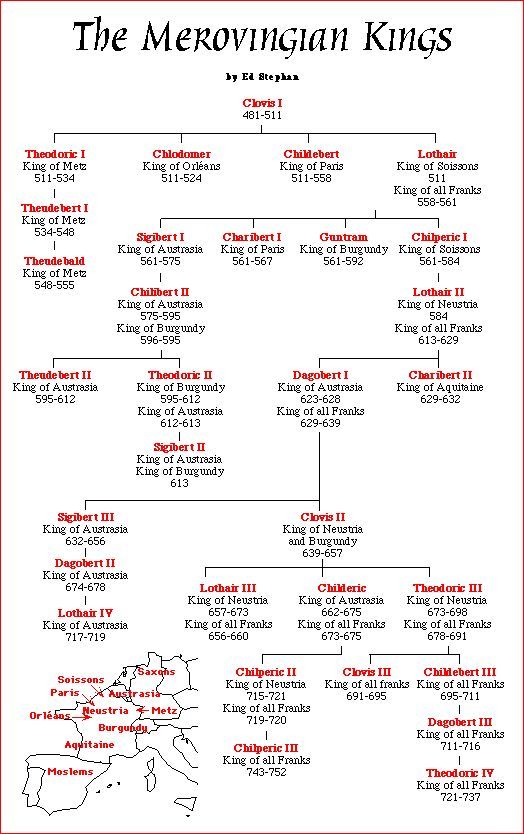 The Merovingian Kings
by Ed Stephan
Clovis I
481-511
Theodoric I
King of Metz
511-534
Chlodomer
King of Orléans
511-524
Childebert
King of Paris
511-558
Lothair
King of Soissons
511
King of all Franks
558-561
Theudebert I
King of Metz
534-548
Theudebald
King of Metz
548-555
Sigibert I
King of Austrasia
561-575
Charibert I
King of Paris
561-567
Guntram
King of Burgundy
561-592
Chilperic I
King of Soissons
561-584
Chilibert II
King of Austrasia
575-595
King of Burgundy
596-595
Lothair II
King of Neustria
584
King of all Franks
613-629
Theudebert II
King of Austrasia
595-612
Theodoric II
King of Burgundy
595-612
King of Austrasia
612-613
Dagobert I
King of Austrasia
623-628
King of all Franks
629-639
Charibert II
King of Aquitaine
629-632
Sigibert II
King of Austrasia
King of Burgundy
613
Sigibert III
King of Austrasia
632-656
Clovis II
King of Neustria
and Burgundy
639-657
Dagobert II
King of Austrasia
674-678
Lothair IV
King of Austrasia
717-719
Lothair III
King of Neustria
657-673
King of all Franks
656-660
Childeric
King of Austrasia
662-675
King of all Franks
673-675
Theodoric III
King of Neustria
673-698
King of all Franks
678-691
Chilperic II
King of Neustria
715-721
King of all Franks
719-720
Clovis III
King of all franks
691-695
Childebert III
King of all Franks
695-711
Chilperic III
King of all Franks
743-752
Dagobert III
King of all Franks
711-716
Theodoric IV
King of all Franks
721-737
Saxons
Soissons
Paris
Austrasia
Neustria
Metz
Orléans
Burgundy
Aquitaine
Moslems